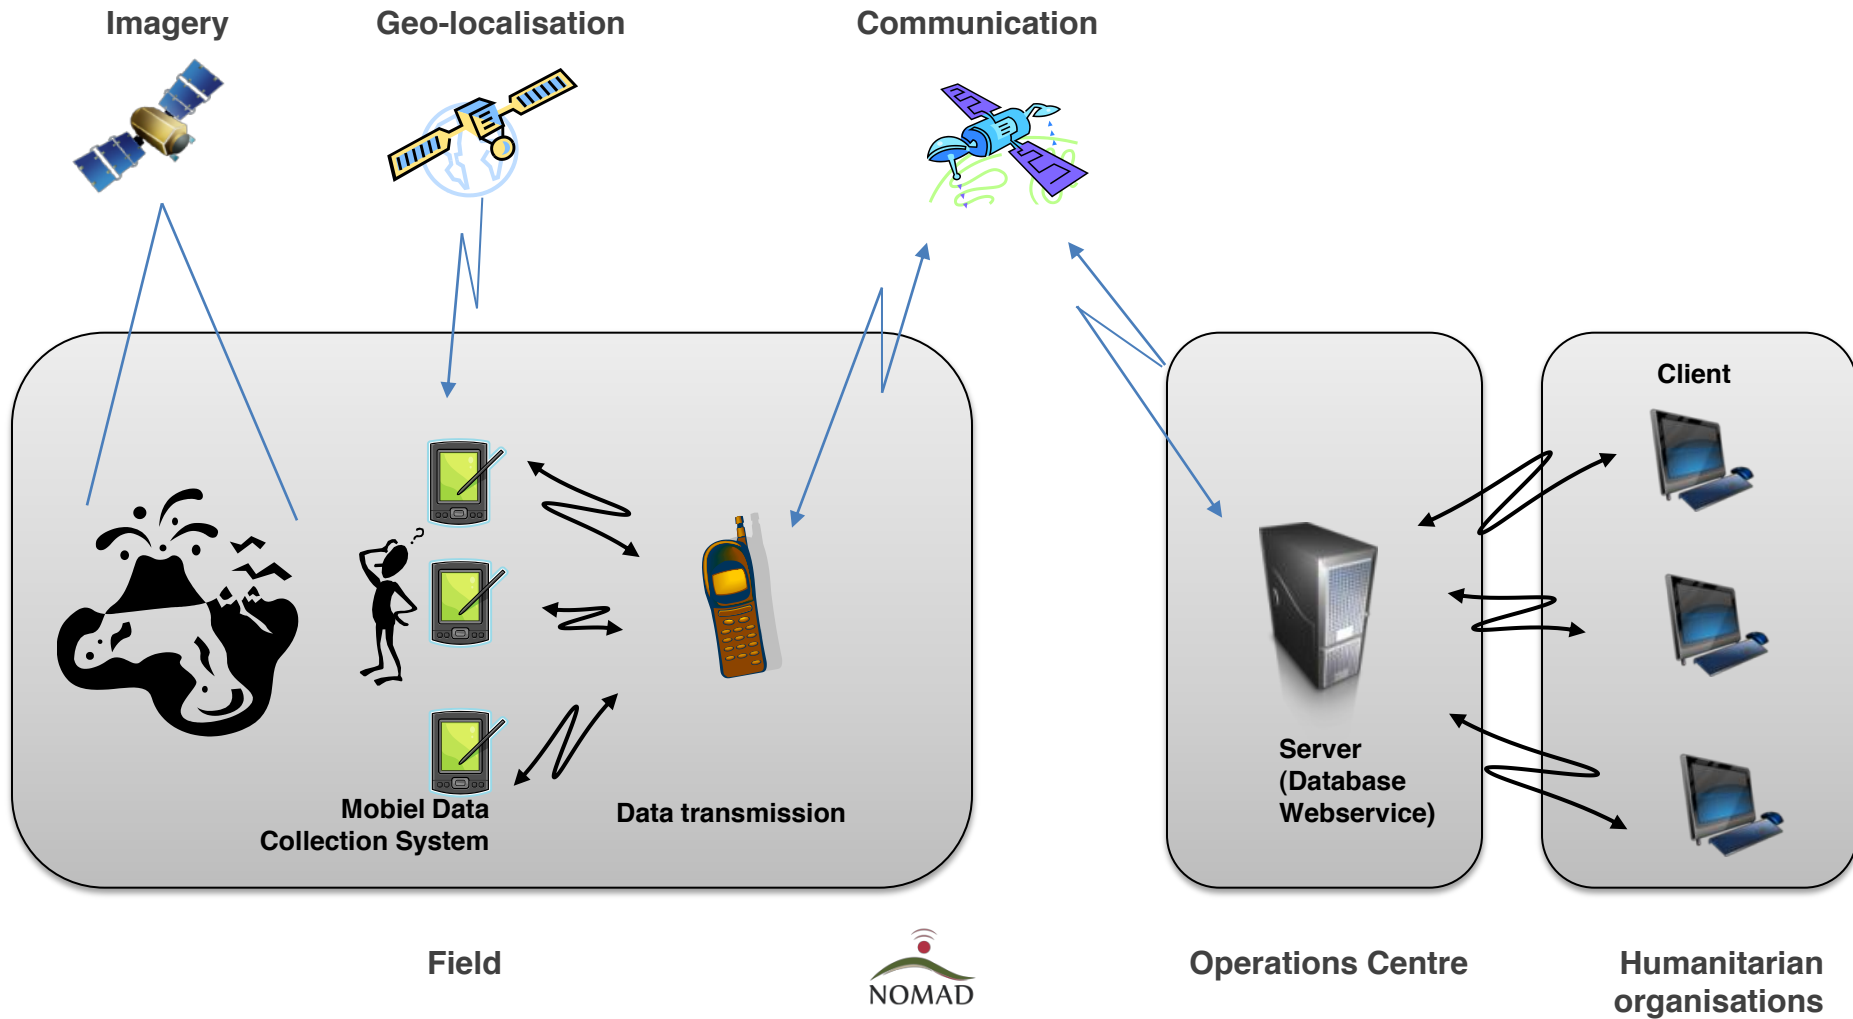 Imagery
Geo-localisation
Communication
Client
?
Server
(Database
Webservice)
Mobiel Data
Collection System
Data transmission
Field
NOMAD
Operations Centre
Humanitarian
organisations